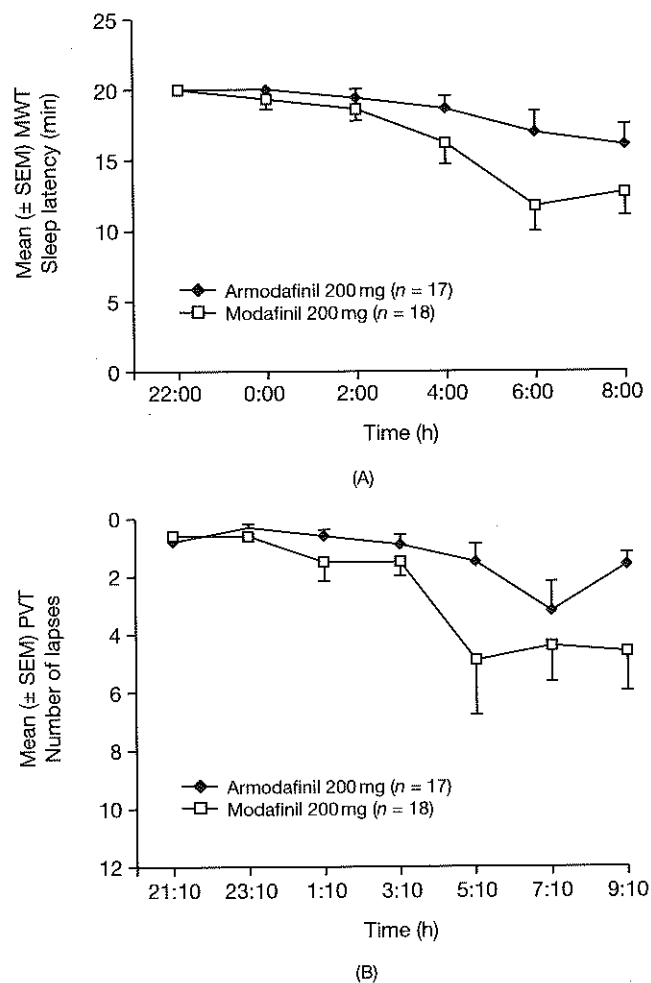 Mean (± SEM) MWT
Sleep latency (min)
25
20
15
10
5
0
Armodafinil 200 mg (n = 17)
Modafinil 200 mg (n = 18)
22:00 0:00 2:00 4:00 6:00 8:00
Time (h)
(A)
Mean (± SEM) PVT
Number of lapses
0
2
4
6
8
10
12
Armodafinil 200 mg (n = 17)
Modafinil 200 mg (n = 18)
21:10 23:10 1:10 3:10 5:10 7:10 9:10
Time (h)
(B)